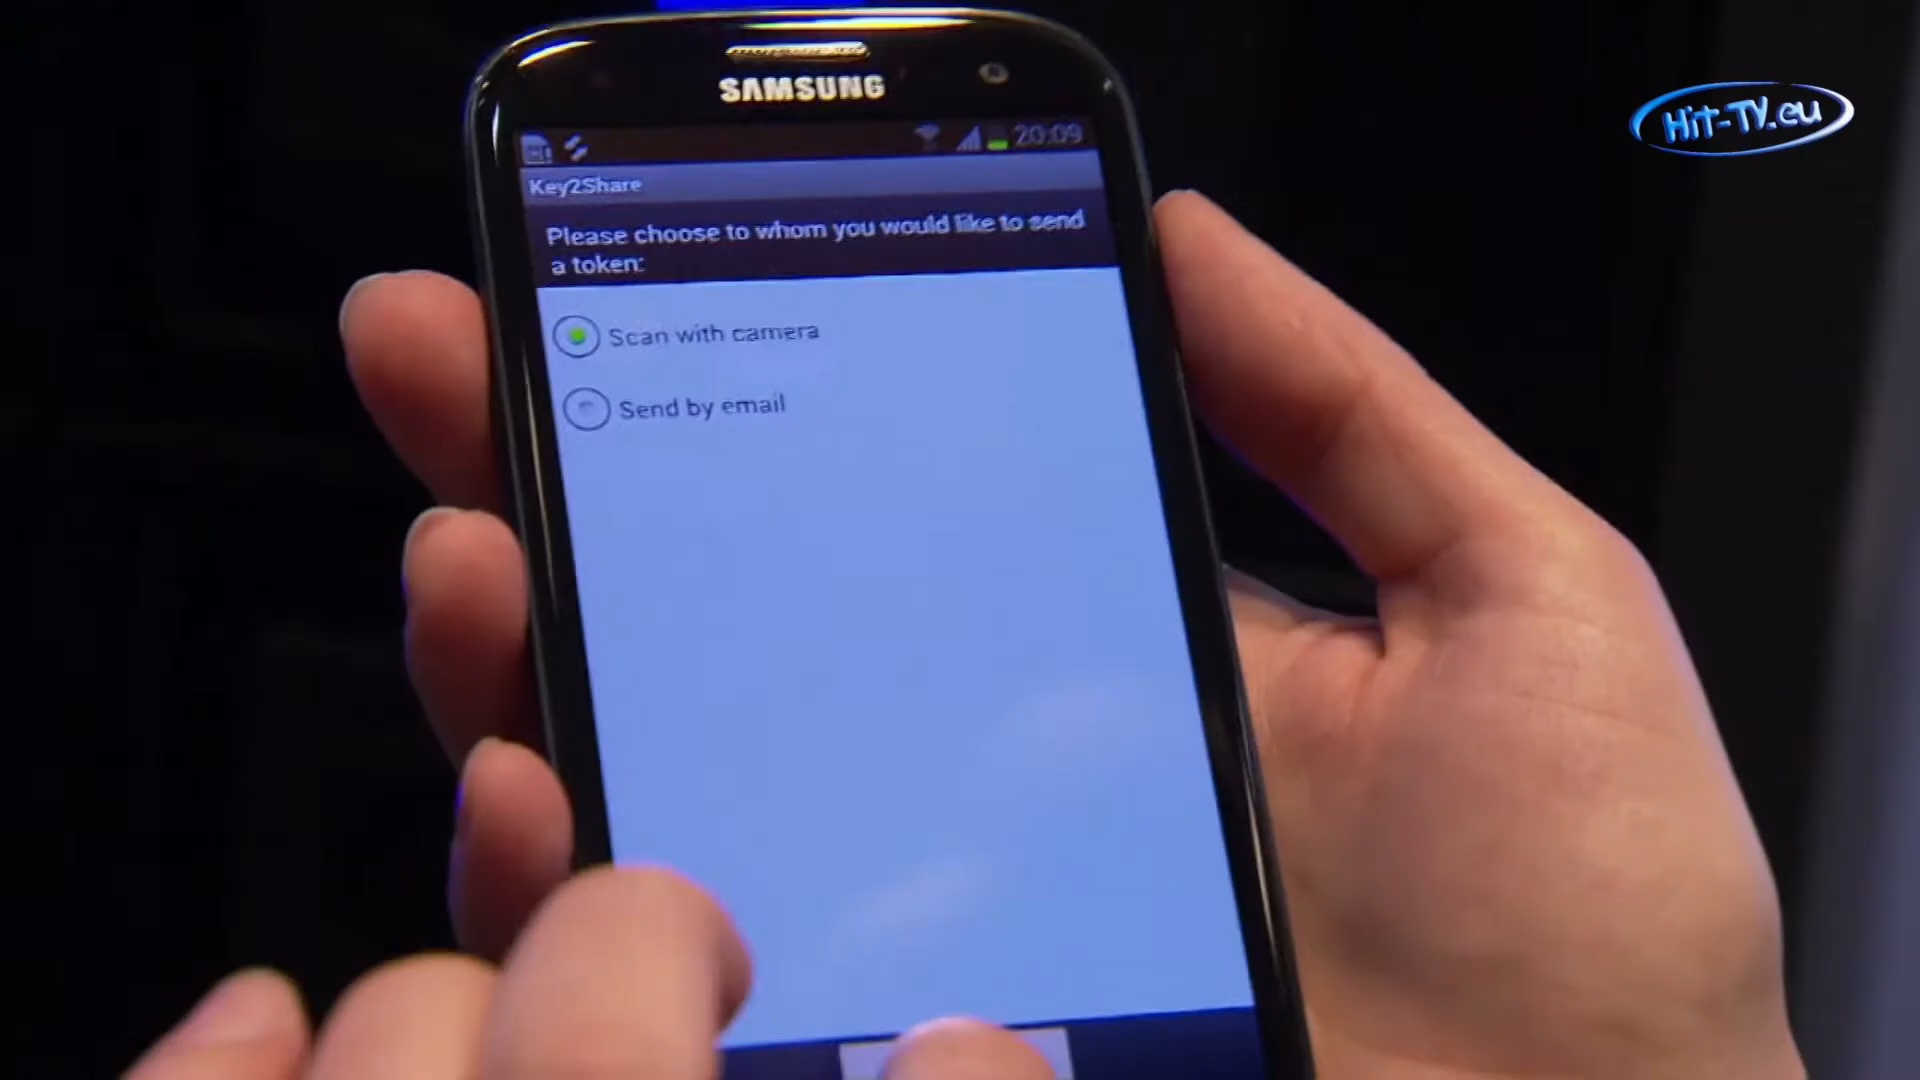 SAMSUNG
Hit-TV.eu
20:09
Key2Share
Please choose to whom you would like to send
a token:
Scan with camera
Send by email